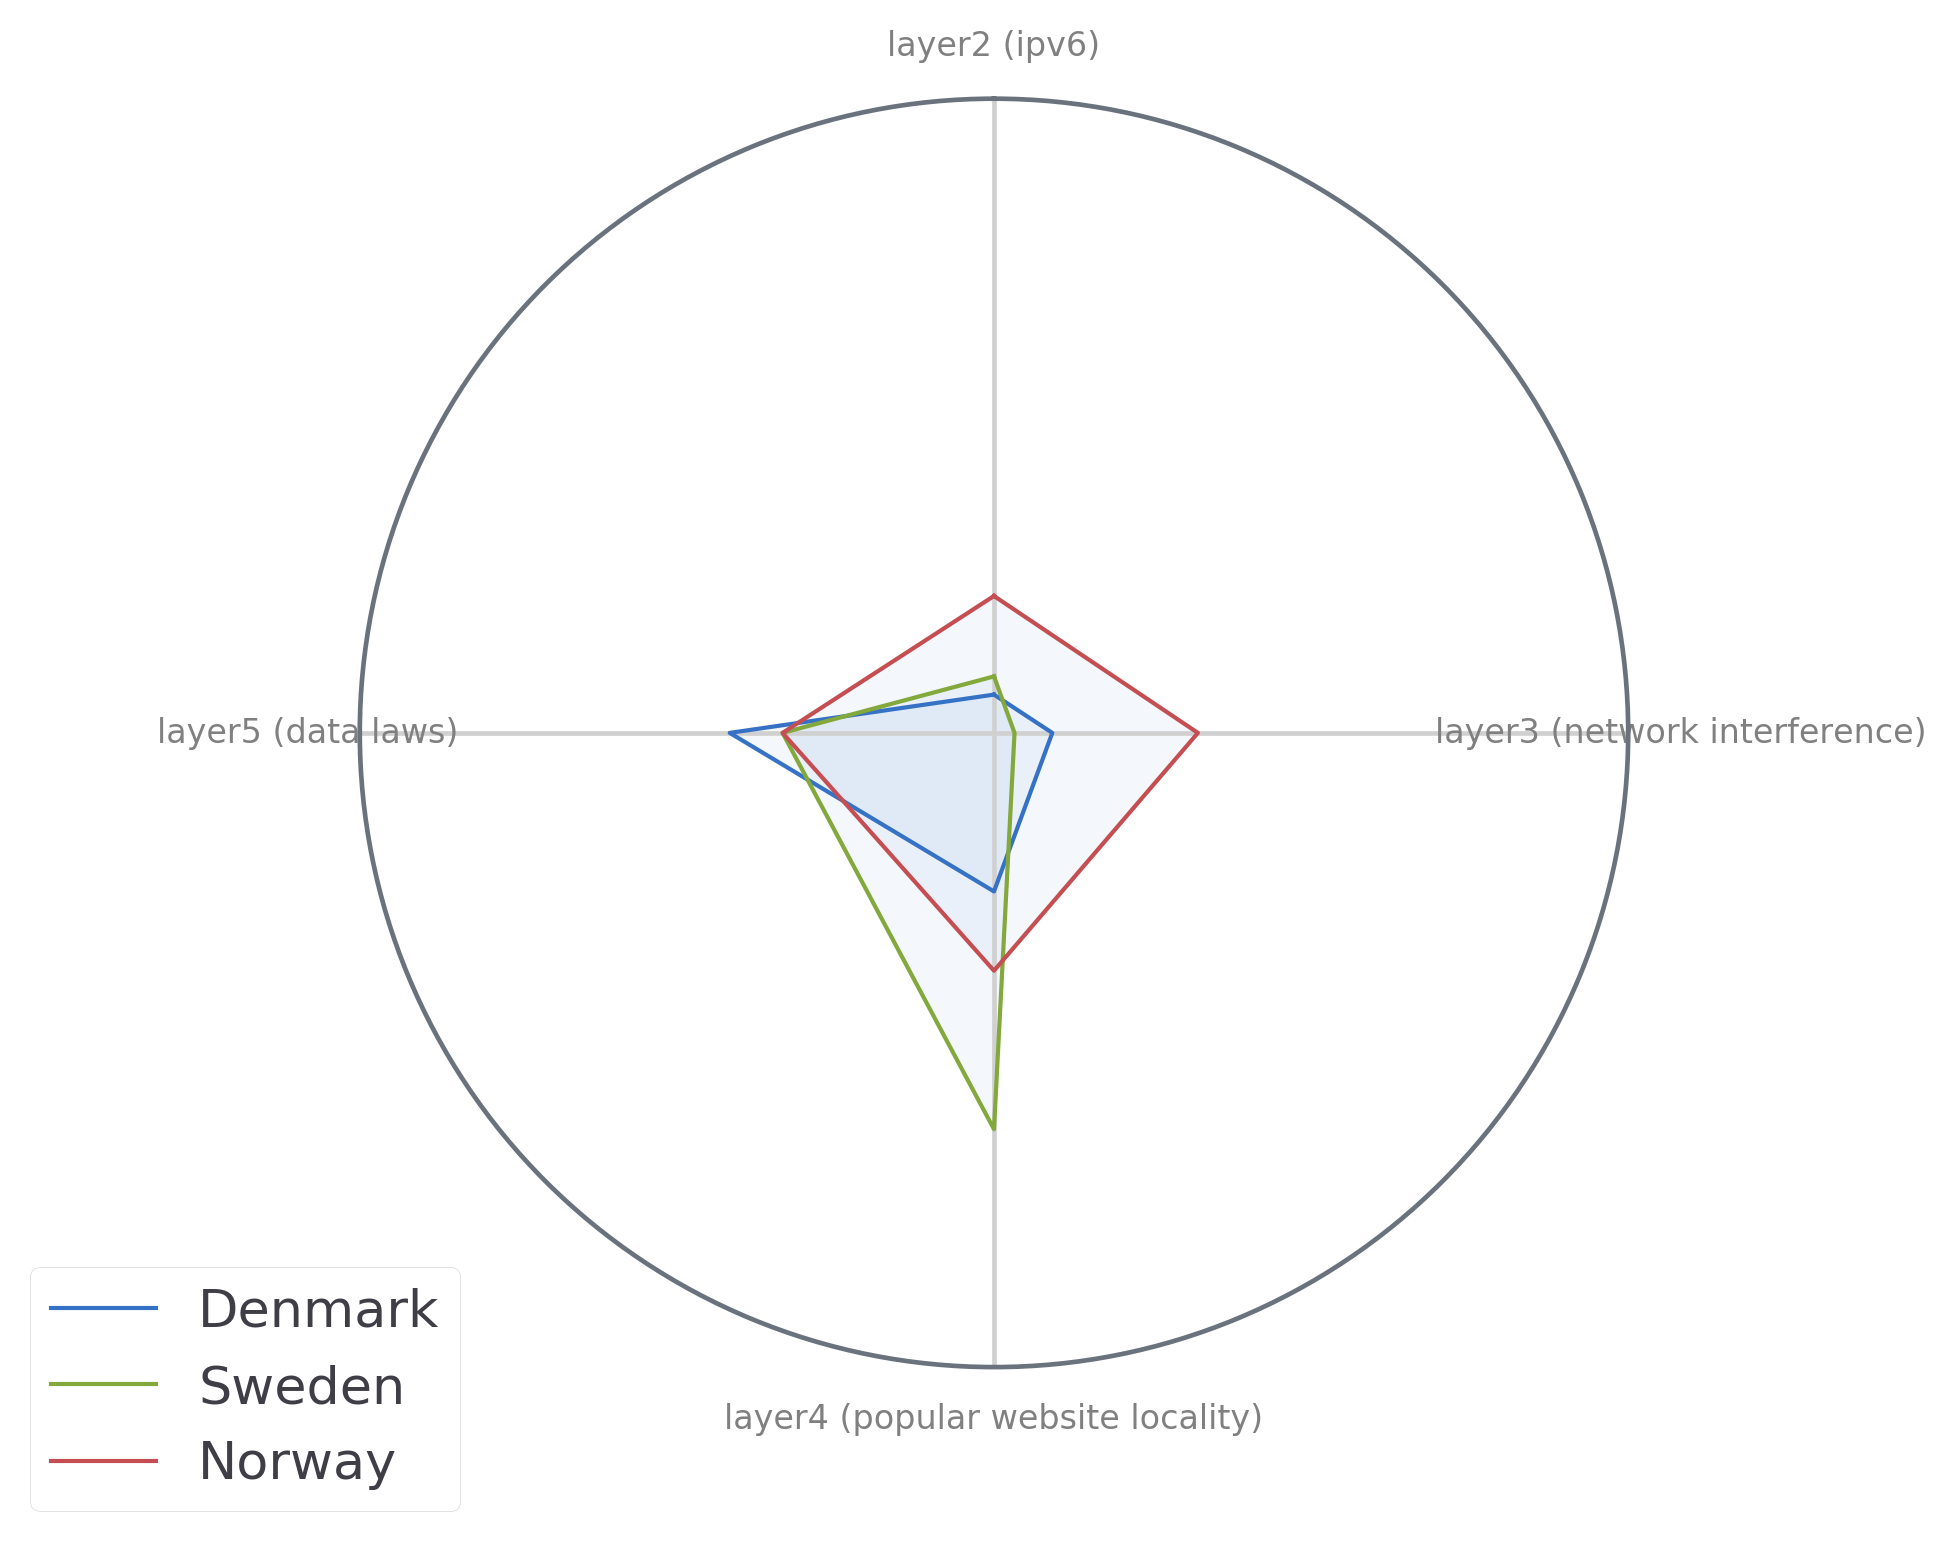 layer2 (ipv6)
layer5 (data laws)
layer3 (network interference)
layer4 (popular website locality)
Denmark
Sweden
Norway